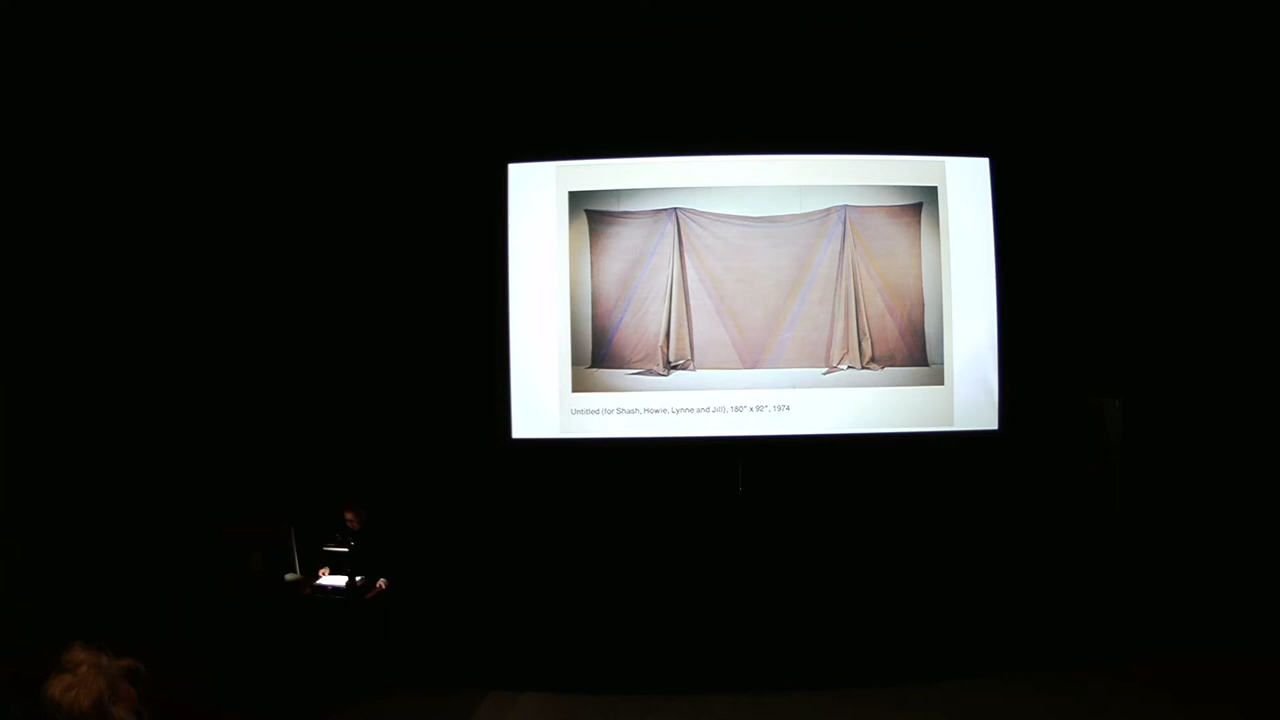 Untitled (for Shash, Howie, Lynne and Jill), 180" x 92", 1974